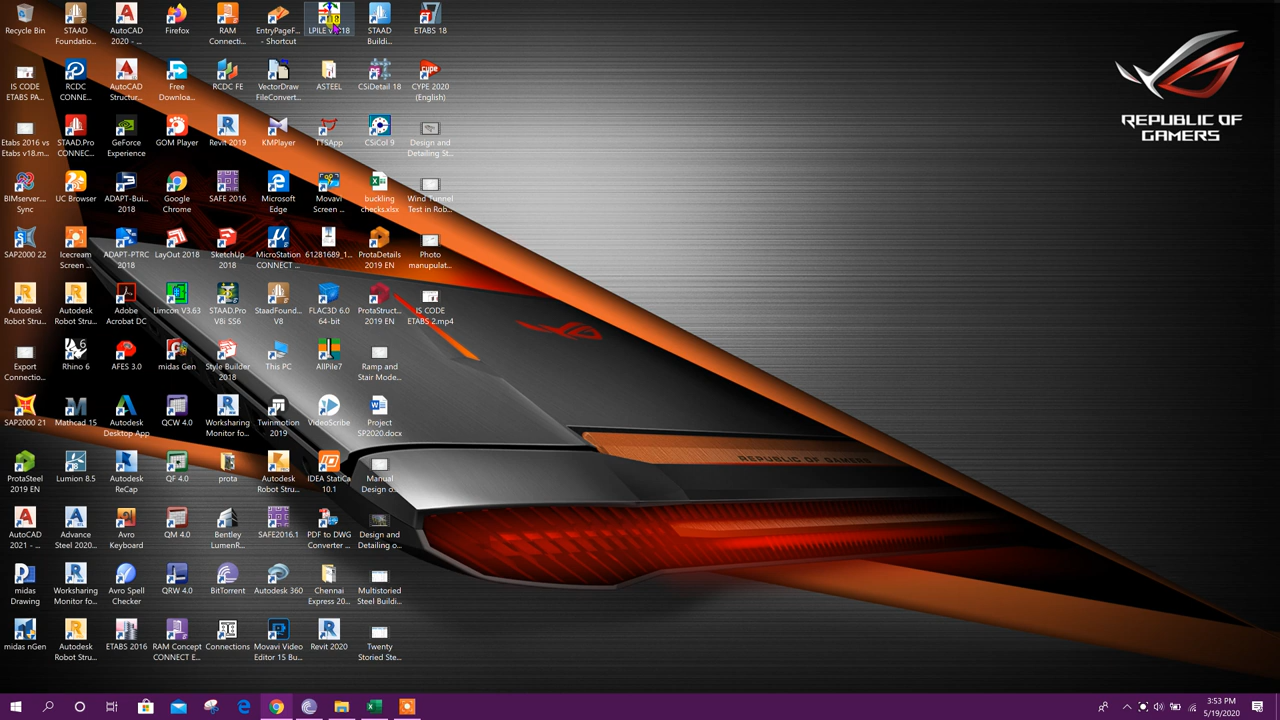 Recycle Bin
STAAD Foundatio...
AutoCAD 2020 - ...
Firefox
RAM Connecti...
EntryPageF... - Shortcut
LPILE v2018
STAAD Buildi...
ETABS 18
IS CODE ETABS PA...
RCDC CONNE...
AutoCAD Structur...
Free Downloa...
RCDC FE
VectorDraw FileConvert...
ASTEEL
CSiDetail 18
CYPE 2020 (English)
Etabs 2016 vs Etabs v18.m...
STAAD.Pro CONNECT...
GeForce Experience
GOM Player
Revit 2019
KMPlayer
TTSApp
CSiCol 9
Design and Detailing St...
BIMserver.... Sync
UC Browser
ADAPT-Bui... 2018
Google Chrome
SAFE 2016
Microsoft Edge
Movavi Screen ...
buckling checks.xlsx
Wind Tunnel Test in Rob...
SAP2000 22
Icecream Screen ...
ADAPT-PTRC 2018
LayOut 2018
SketchUp 2018
MicroStation CONNECT ...
61281689_1...
ProtaDetails 2019 EN
Photo manupulat...
Autodesk Robot Stru...
Autodesk Robot Stru...
Adobe Acrobat DC
Limcon V3.63
STAAD.Pro V8i SS6
StaadFound... V8
FLAC3D 6.0 64-bit
ProtaStruct... 2019 EN
IS CODE ETABS 2.mp4
Export Connectio...
Rhino 6
AFES 3.0
midas Gen
Style Builder 2018
This PC
AllPile7
Ramp and Stair Mode...
SAP2000 21
Mathcad 15
Autodesk Desktop App
QCW 4.0
Worksharing Monitor fo...
Twinmotion 2019
VideoScribe
Project SP2020.docx
ProtaSteel 2019 EN
Lumion 8.5
Autodesk ReCap
QF 4.0
prota
Autodesk Robot Stru...
IDEA StatiCa 10.1
Manual Design o...
AutoCAD 2021 - ...
Advance Steel 2020...
Avro Keyboard
QM 4.0
Bentley LumenR...
SAFE2016.1
PDF to DWG Converter ...
Design and Detailing o...
midas Drawing
Worksharing Monitor fo...
Avro Spell Checker
QRW 4.0
BitTorrent
Autodesk 360
Chennai Express 20...
Multistoried Steel Buildi...
midas nGen
Autodesk Robot Stru...
ETABS 2016
RAM Concept CONNECT E...
Connections
Movavi Video Editor 15 Bu...
Revit 2020
Twenty Storied Ste...
REPUBLIC OF
GAMERS
REPUBLIC OF GAMERS
3:53 PM
5/19/2020